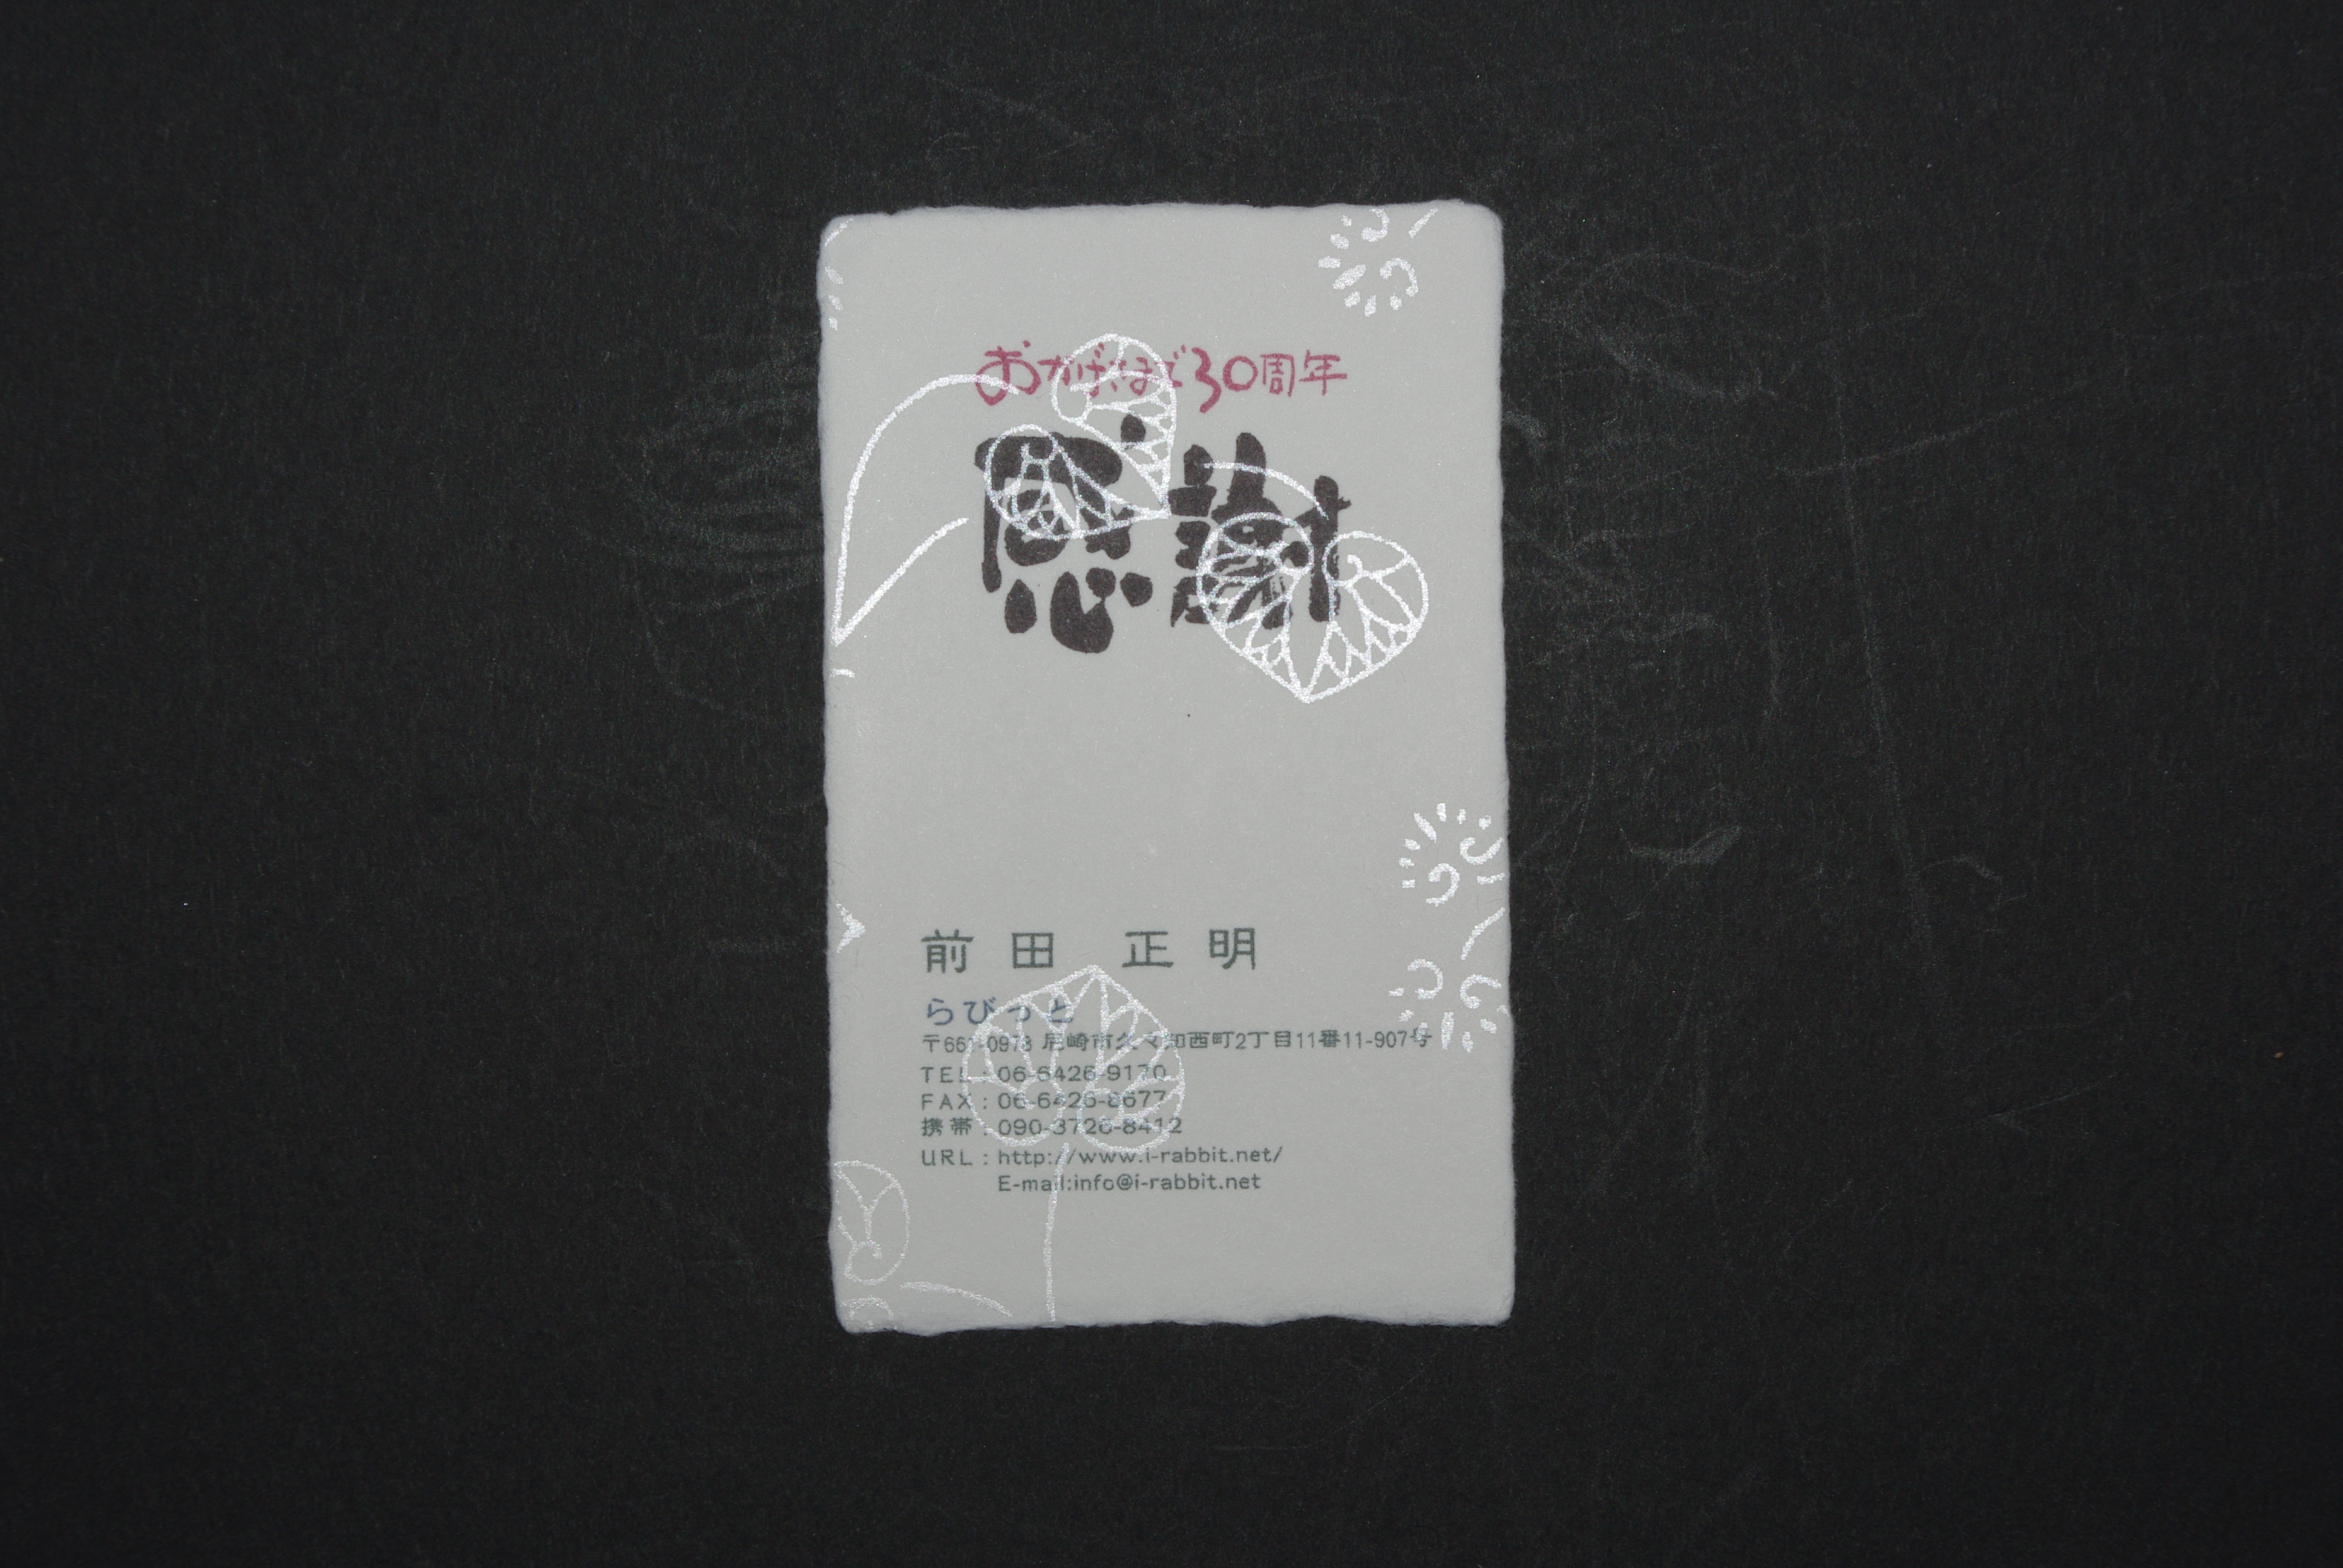 おかげさまで30周年
感謝
前田 正明
らびっと
〒661-0978 尼崎市久々知西町2丁目11番11-907号
TEL:06-6426-9170
FAX:06-6426-8677
携帯:090-3726-8412
URL:http://www.i-rabbit.net/
E-mail:info@i-rabbit.net